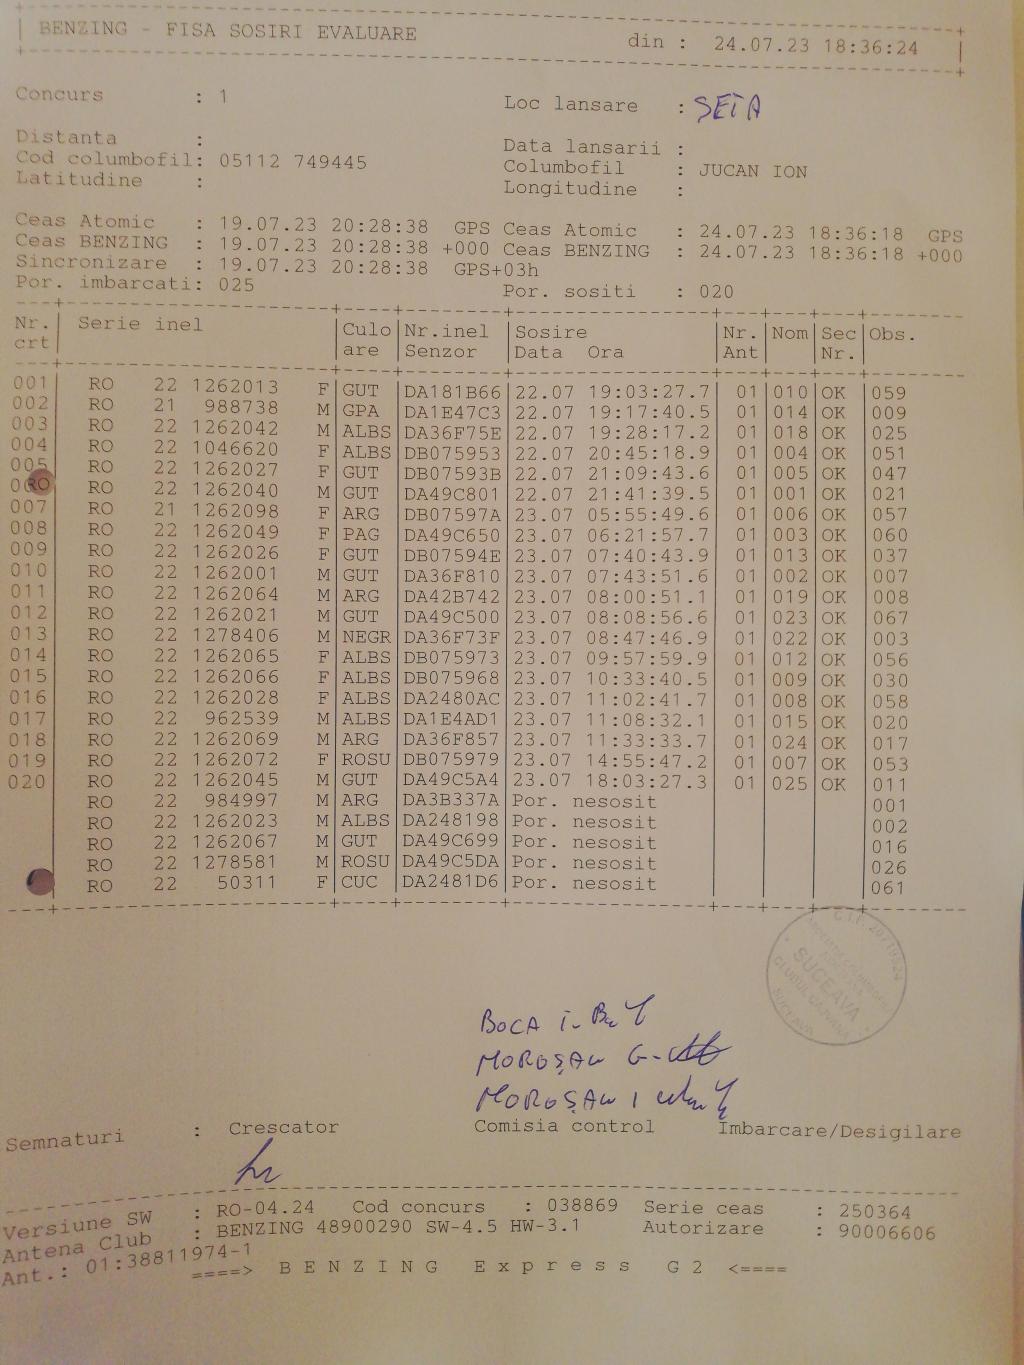 BENZING - FISA SOSIRI EVALUARE din : 24.07.23 18:36:24
Concurs : 1 Loc lansare : SETA
Distanta : Data lansarii :
Cod columbofil: 05112 749445 Columbofil : JUCAN ION
Latitudine : Longitudine :
Ceas Atomic : 19.07.23 20:28:38 GPS Ceas Atomic : 24.07.23 18:36:18 GPS
Ceas BENZING : 19.07.23 20:28:38 +000 Ceas BENZING : 24.07.23 18:36:18 +000
Sincronizare : 19.07.23 20:28:38 GPS+03h
Por. imbarcati: 025 Por. sositi : 020
Nr. Serie inel Culo Nr.inel Sosire Nr. Nom Sec Obs.
crt are Senzor Data Ora Ant Nr.
001 RO 22 1262013 F GUT DA181B66 22.07 19:03:27.7 01 010 OK 059
002 RO 21 988738 M GPA DA1E47C3 22.07 19:17:40.5 01 014 OK 009
003 RO 22 1262042 M ALBS DA36F75E 22.07 19:28:17.2 01 018 OK 025
004 RO 22 1046620 F ALBS DB075953 22.07 20:45:18.9 01 004 OK 051
005 RO 22 1262027 F GUT DB07593B 22.07 21:09:43.6 01 005 OK 047
RO RO 22 1262040 M GUT DA49C801 22.07 21:41:39.5 01 001 OK 021
007 RO 21 1262098 F ARG DB07597A 23.07 05:55:49.6 01 006 OK 057
008 RO 22 1262049 F PAG DA49C650 23.07 06:21:57.7 01 003 OK 060
009 RO 22 1262026 F GUT DB07594E 23.07 07:40:43.9 01 013 OK 037
010 RO 22 1262001 M GUT DA36F810 23.07 07:43:51.6 01 002 OK 007
011 RO 22 1262064 M ARG DA42B742 23.07 08:00:51.1 01 019 OK 008
012 RO 22 1262021 M GUT DA49C500 23.07 08:08:56.6 01 023 OK 067
013 RO 22 1278406 M NEGR DA36F73F 23.07 08:47:46.9 01 022 OK 003
014 RO 22 1262065 F ALBS DB075973 23.07 09:57:59.9 01 012 OK 056
015 RO 22 1262066 F ALBS DB075968 23.07 10:33:40.5 01 009 OK 030
016 RO 22 1262028 F ALBS DA2480AC 23.07 11:02:41.7 01 008 OK 058
017 RO 22 962539 M ALBS DA1E4AD1 23.07 11:08:32.1 01 015 OK 020
018 RO 22 1262069 M ARG DA36F857 23.07 11:33:33.7 01 024 OK 017
019 RO 22 1262072 F ROSU DB075979 23.07 14:55:47.2 01 007 OK 053
020 RO 22 1262045 M GUT DA49C5A4 23.07 18:03:27.3 01 025 OK 011
RO 22 984997 M ARG DA3B337A Por. nesosit 001
RO 22 1262023 M ALBS DA248198 Por. nesosit 002
RO 22 1262067 M GUT DA49C699 Por. nesosit 016
RO 22 1278581 M ROSU DA49C5DA Por. nesosit 026
RO 22 50311 F CUC DA2481D6 Por. nesosit 061
SUCEAVA
BOCA I.
MOROȘAN G.
MOROȘAN I
Semnaturi : Crescator Comisia control Imbarcare/Desigilare
Versiune SW : RO-04.24 Cod concurs : 038869 Serie ceas : 250364
Antena Club : BENZING 48900290 SW-4.5 HW-3.1 Autorizare : 90006606
Ant.: 01:38811974-1
====> BENZING Express G2 <====